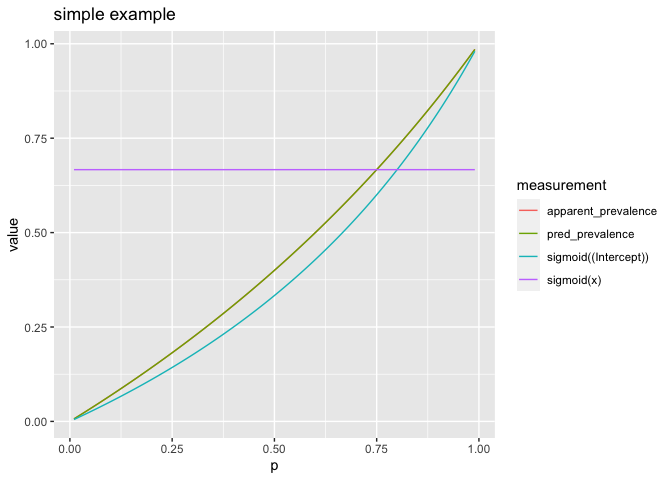 simple example
1.00
0.75
0.50
0.25
0.00
value
0.00
0.25
0.50
0.75
1.00
p
measurement
apparent_prevalence
pred_prevalence
sigmoid((Intercept))
sigmoid(x)